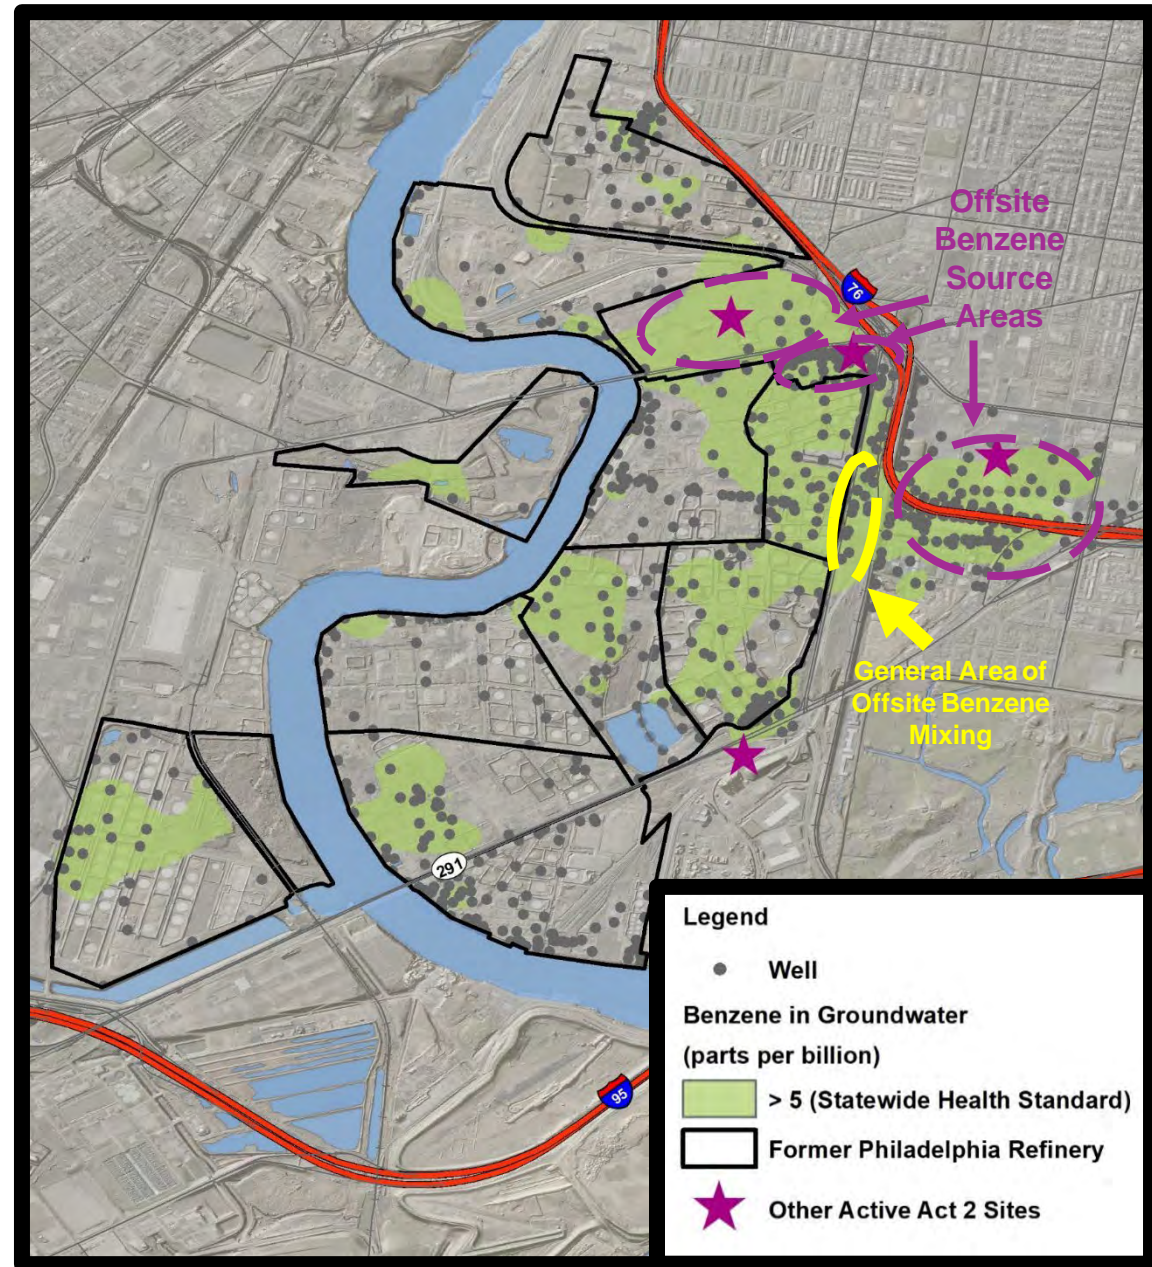 Offsite
Benzene
Source
Areas
76
General Area of
Offsite Benzene
Mixing
291
95
Legend
Well
Benzene in Groundwater
(parts per billion)
> 5 (Statewide Health Standard)
Former Philadelphia Refinery
Other Active Act 2 Sites